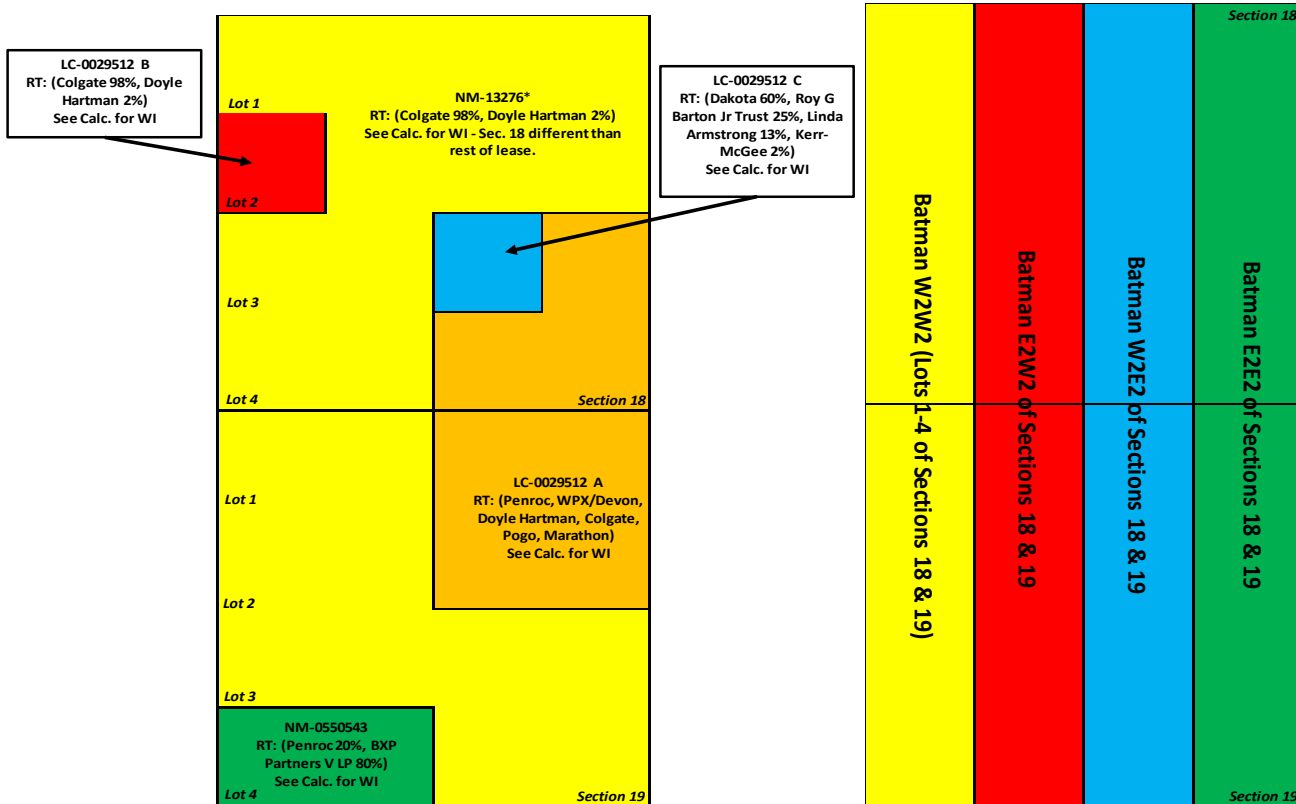 LC-0029512 B
RT: (Colgate 98%, Doyle
Hartman 2%)
See Calc. for WI
NM-13276*
RT: (Colgate 98%, Doyle Hartman 2%)
See Calc. for WI - Sec. 18 different than
rest of lease.
LC-0029512 C
RT: (Dakota 60%, Roy G
Barton Jr Trust 25%, Linda
Armstrong 13%, Kerr-
McGee 2%)
See Calc. for WI
Lot 1
Lot 2
Lot 3
Lot 4
Section 18
LC-0029512 A
RT: (Penroc, WPX/Devon,
Doyle Hartman, Colgate,
Pogo, Marathon)
See Calc. for WI
Lot 1
Lot 2
Lot 3
NM-0550543
RT: (Penroc 20%, BXP
Partners V LP 80%)
See Calc. for WI
Lot 4
Section 19
Section 18
Batman W2W2 (Lots 1-4 of Sections 18 & 19)
Batman E2W2 of Sections 18 & 19
Batman W2E2 of Sections 18 & 19
Batman E2E2 of Sections 18 & 19
Section 19